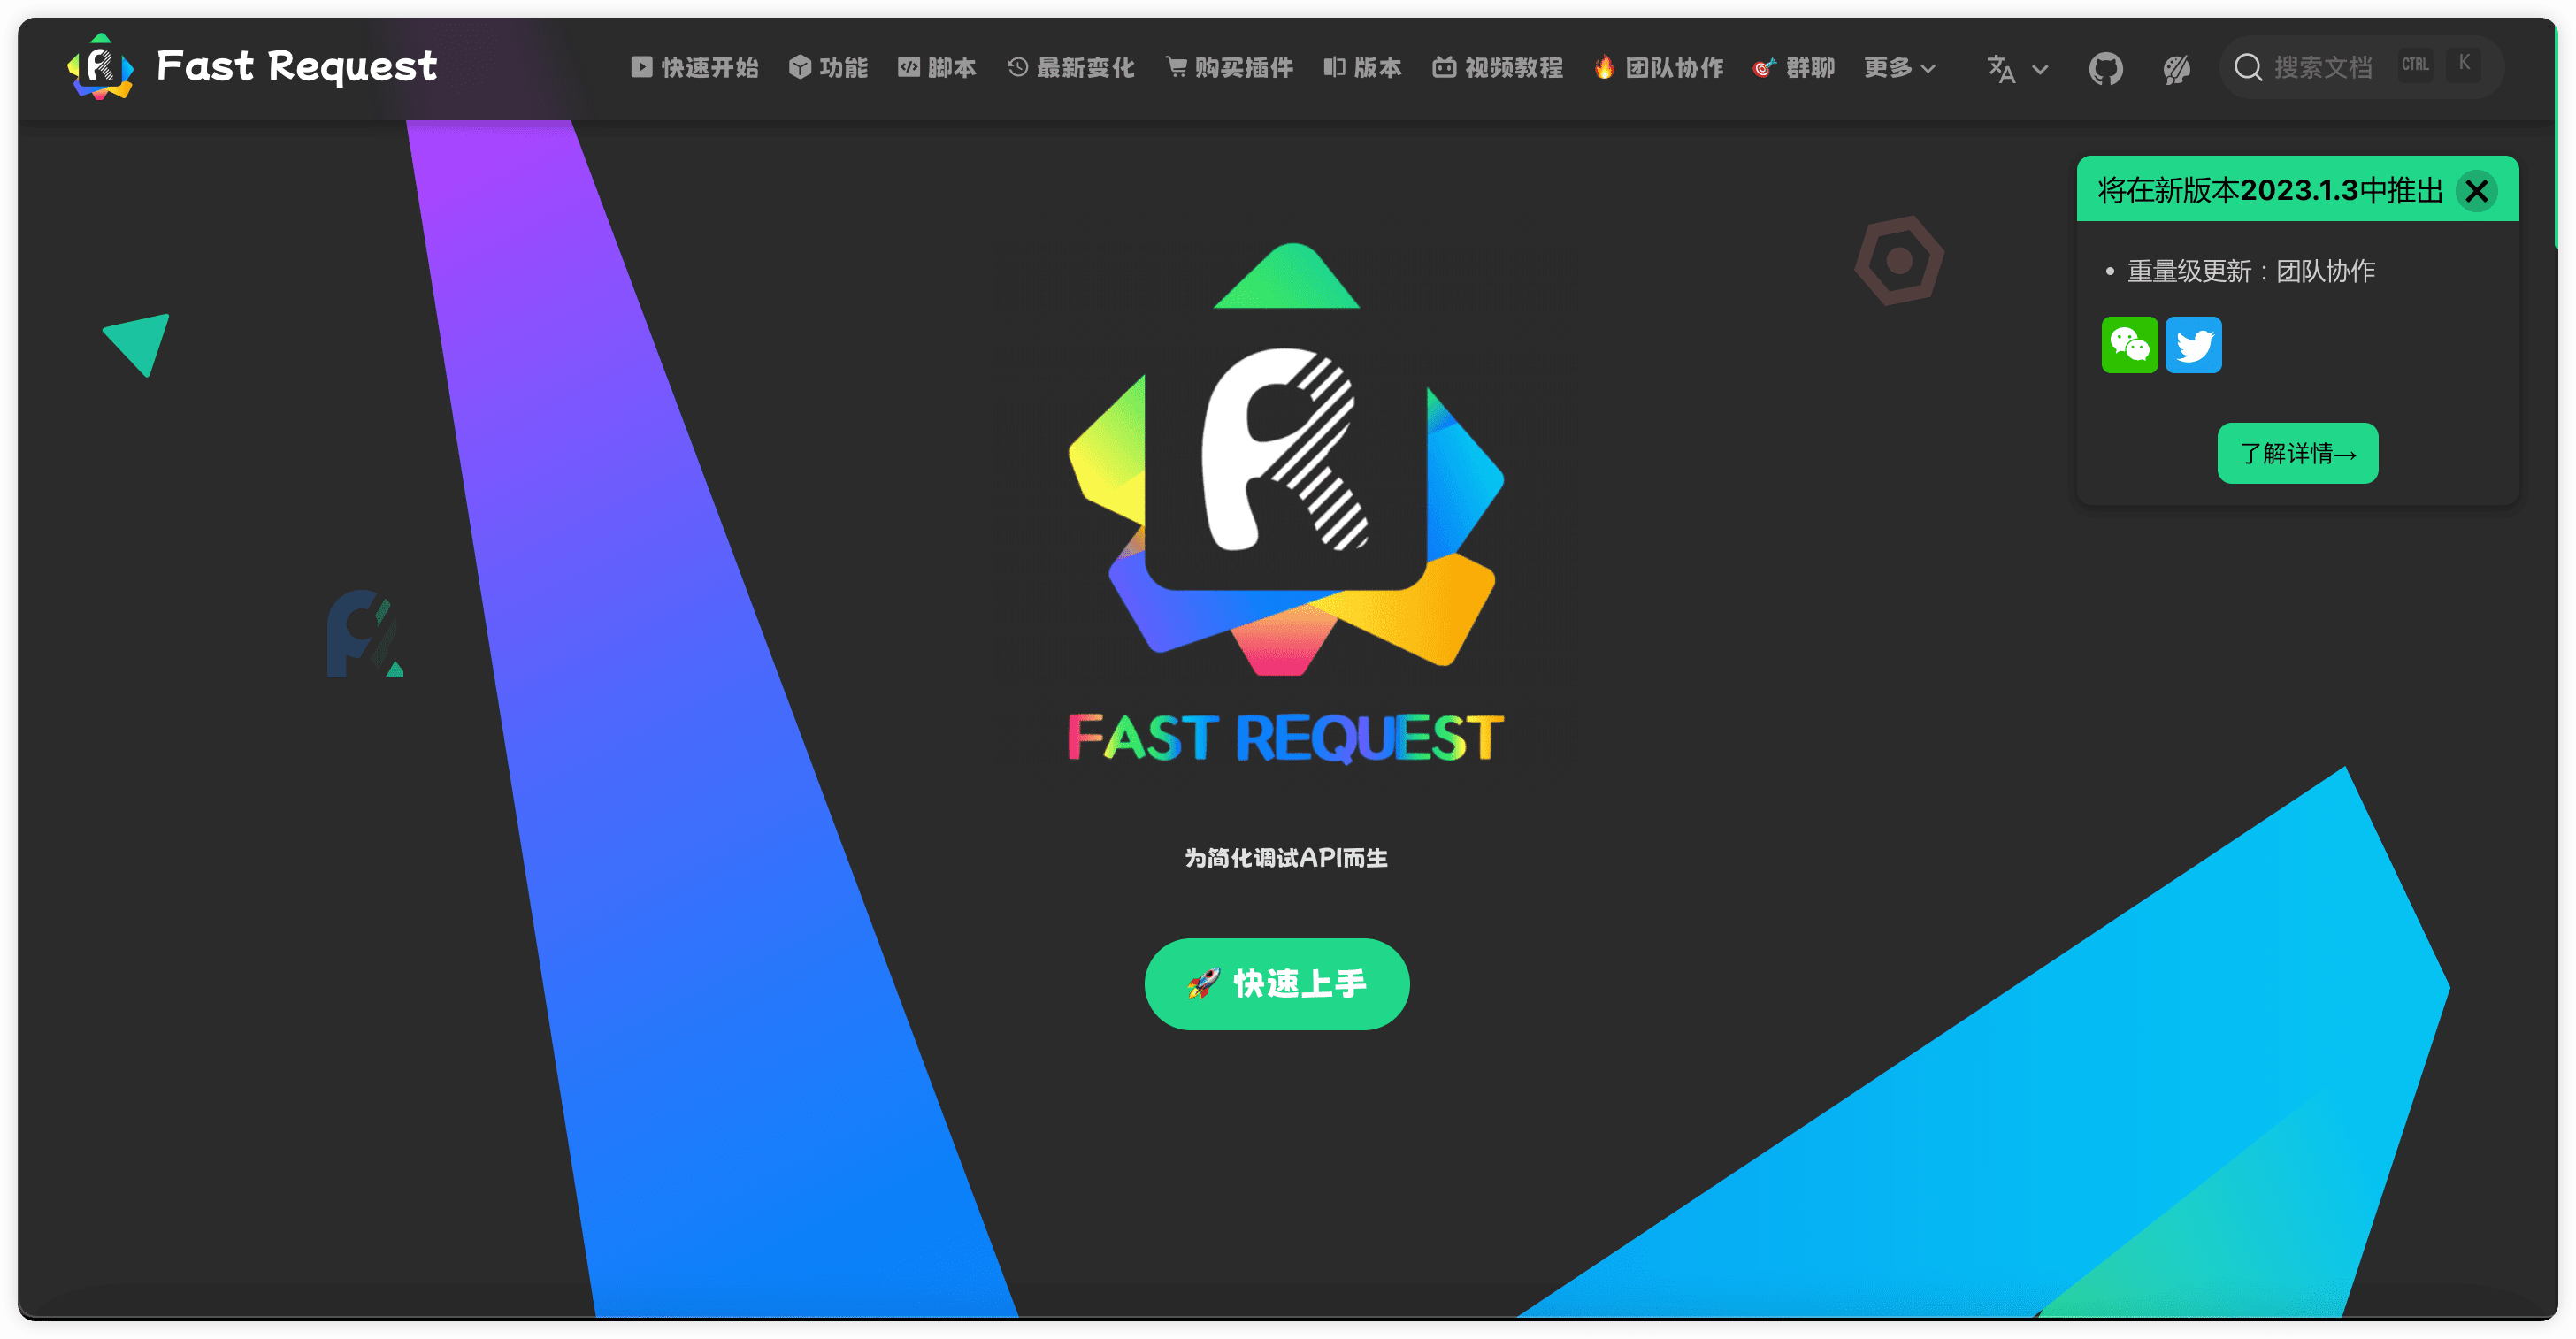 Fast Request
快速开始 功能 脚本 最新变化 购买插件 版本 视频教程 团队协作 群聊 更多 搜索文档 CTRL K
将在新版本2023.1.3中推出
重量级更新：团队协作
了解详情→
R
FAST REQUEST
为简化调试API而生
快速上手